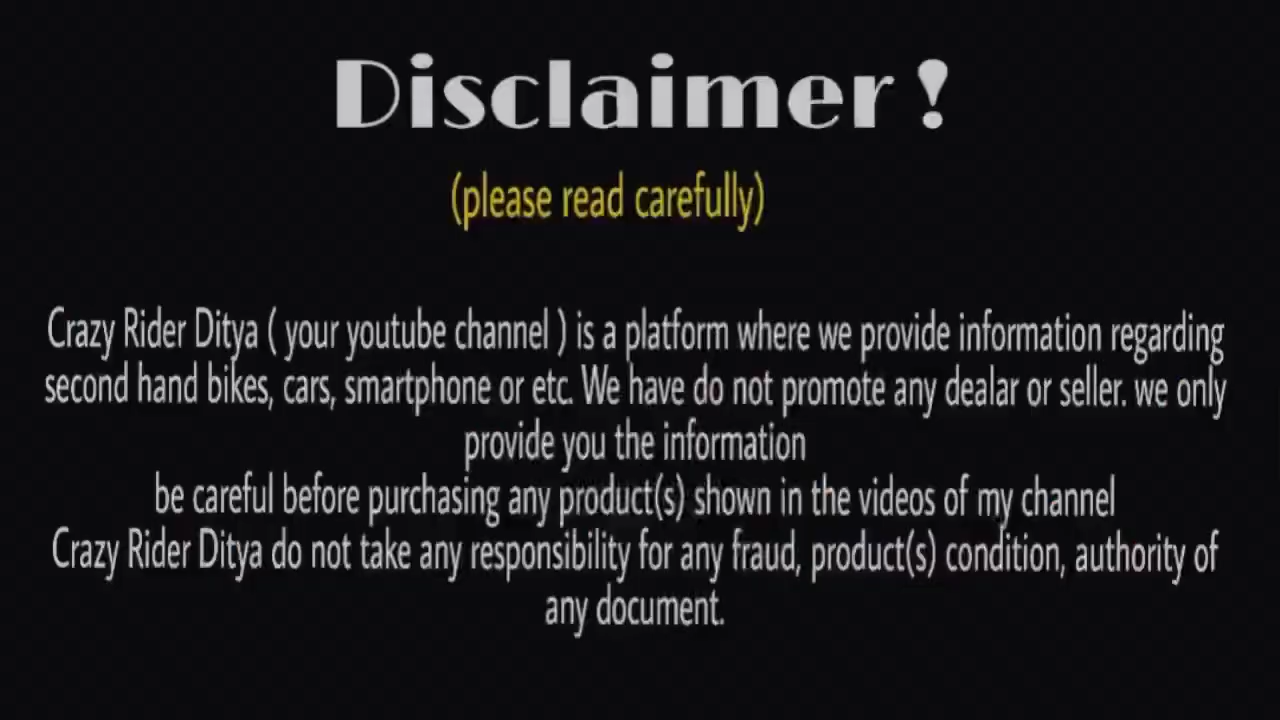 Disclaimer !
(please read carefully)
Crazy Rider Ditya ( your youtube channel ) is a platform where we provide information regarding
second hand bikes, cars, smartphone or etc. We have do not promote any dealar or seller. we only
provide you the information
be careful before purchasing any product(s) shown in the videos of my channel
Crazy Rider Ditya do not take any responsibility for any fraud, product(s) condition, authority of
any document.